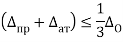 (Δпр + Δат) ≤ 1/3 Δ0